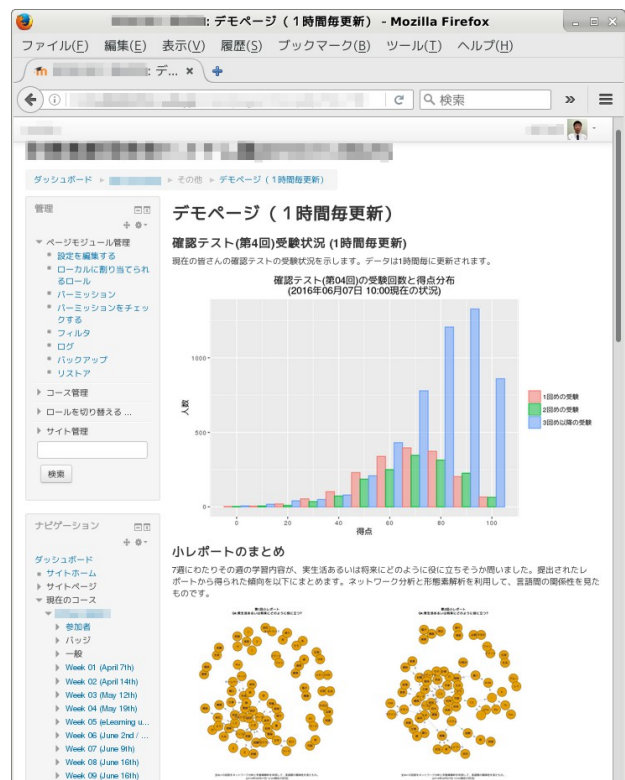 : デモページ（1時間毎更新） - Mozilla Firefox
ファイル(F) 編集(E) 表示(V) 履歴(S) ブックマーク(B) ツール(T) ヘルプ(H)
: デ... ×
検索
ダッシュボード ▶ ▶ その他 ▶ デモページ（1時間毎更新）
管理
ページモジュール管理
設定を編集する
ローカルに割り当てられ
るロール
パーミッション
パーミッションをチェッ
クする
フィルタ
ログ
バックアップ
リストア
コース管理
ロールを切り替える ...
サイト管理
検索
ナビゲーション
ダッシュボード
サイトホーム
サイトページ
現在のコース
参加者
バッジ
一般
Week 01 (April 7th)
Week 02 (April 14th)
Week 03 (May 12th)
Week 04 (May 19th)
Week 05 (eLearning u...
Week 06 (June 2nd / ...
Week 07 (June 9th)
Week 08 (June 16th)
Week 09 (June 16th)
デモページ（1時間毎更新）
確認テスト(第4回)受験状況 (1時間毎更新)
現在の皆さんの確認テストの受験状況を示します。データは1時間毎に更新されます。
確認テスト(第04回)の受験回数と得点分布
(2016年06月07日 10:00現在の状況)
人数
1000
500
0
0 20 40 60 80 100
得点
1回めの受験
2回めの受験
3回め以降の受験
小レポートのまとめ
7週にわたりその週の学習内容が、実生活あるいは将来にどのように役に立ちそうか問いました。提出されたレ
ポートから得られた傾向を以下にまとめます。ネットワーク分析と形態素解析を利用して、言語間の関係性を見た
ものです。